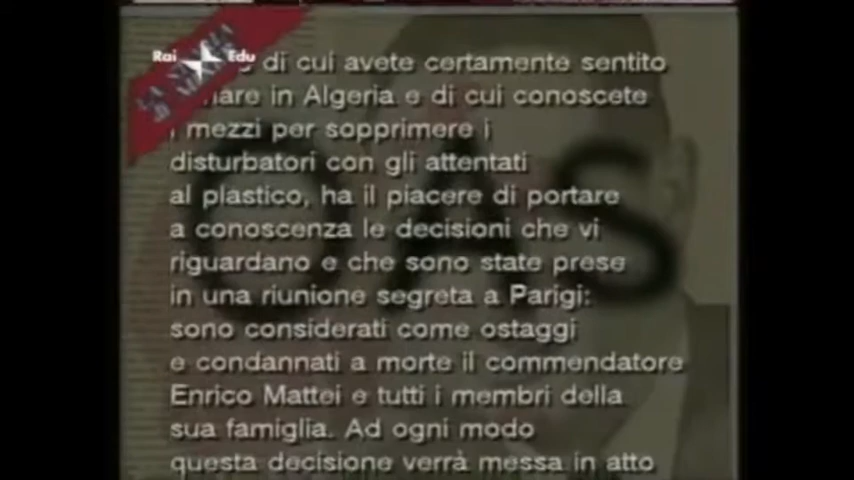 Rai Edu
di cui avete certamente sentito
in Algeria e di cui conoscete
i mezzi per sopprimere i
disturbatori con gli attentati
al plastico, ha il piacere di portare
a conoscenza le decisioni che vi
riguardano e che sono state prese
in una riunione segreta a Parigi:
sono considerati come ostaggi
e condannati a morte il commendatore
Enrico Mattei e tutti i membri della
sua famiglia. Ad ogni modo
questa decisione verrà messa in atto
OAS